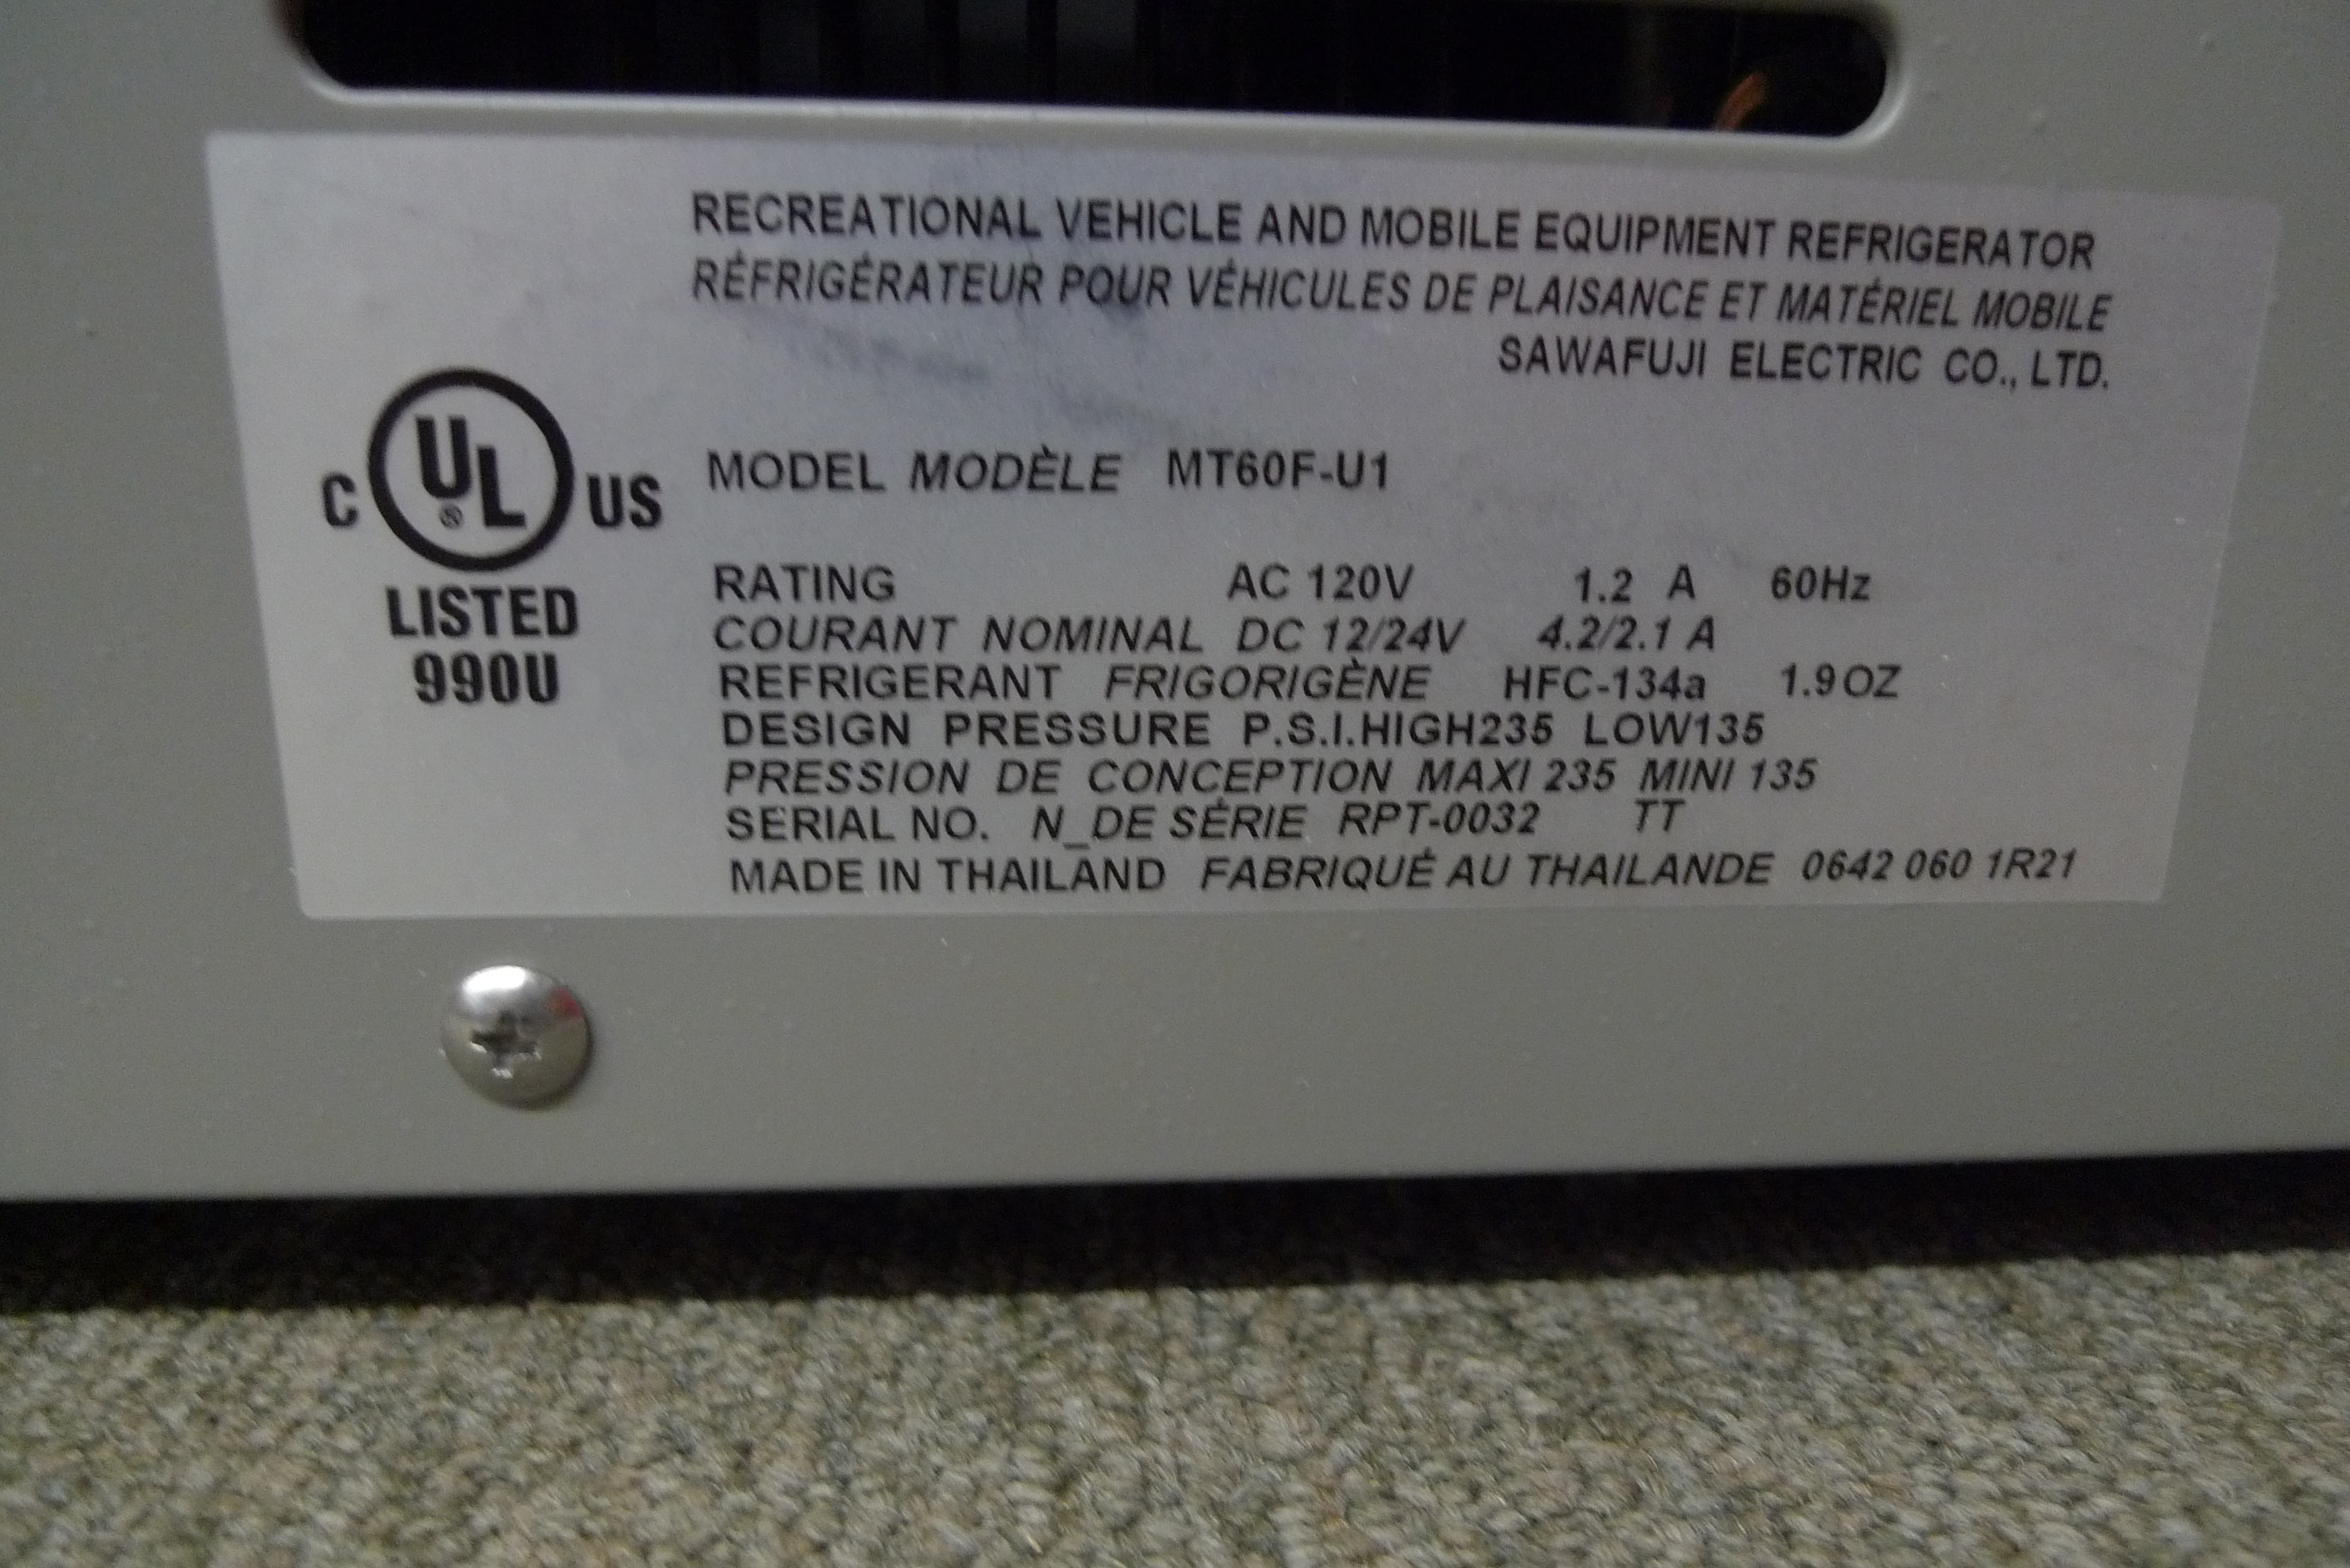 RECREATIONAL VEHICLE AND MOBILE EQUIPMENT REFRIGERATOR
RÉFRIGÉRATEUR POUR VÉHICULES DE PLAISANCE ET MATÉRIEL MOBILE
SAWAFUJI ELECTRIC CO., LTD.
C UL® US
LISTED
990U
MODEL MODÈLE MT60F-U1
RATING AC 120V 1.2 A 60Hz
COURANT NOMINAL DC 12/24V 4.2/2.1 A
REFRIGERANT FRIGORIGÈNE HFC-134a 1.9 OZ
DESIGN PRESSURE P.S.I.HIGH235 LOW135
PRESSION DE CONCEPTION MAXI 235 MINI 135
SERIAL NO. N_DE SÉRIE RPT-0032 TT
MADE IN THAILAND FABRIQUÉ AU THAILANDE 0642 060 1R21